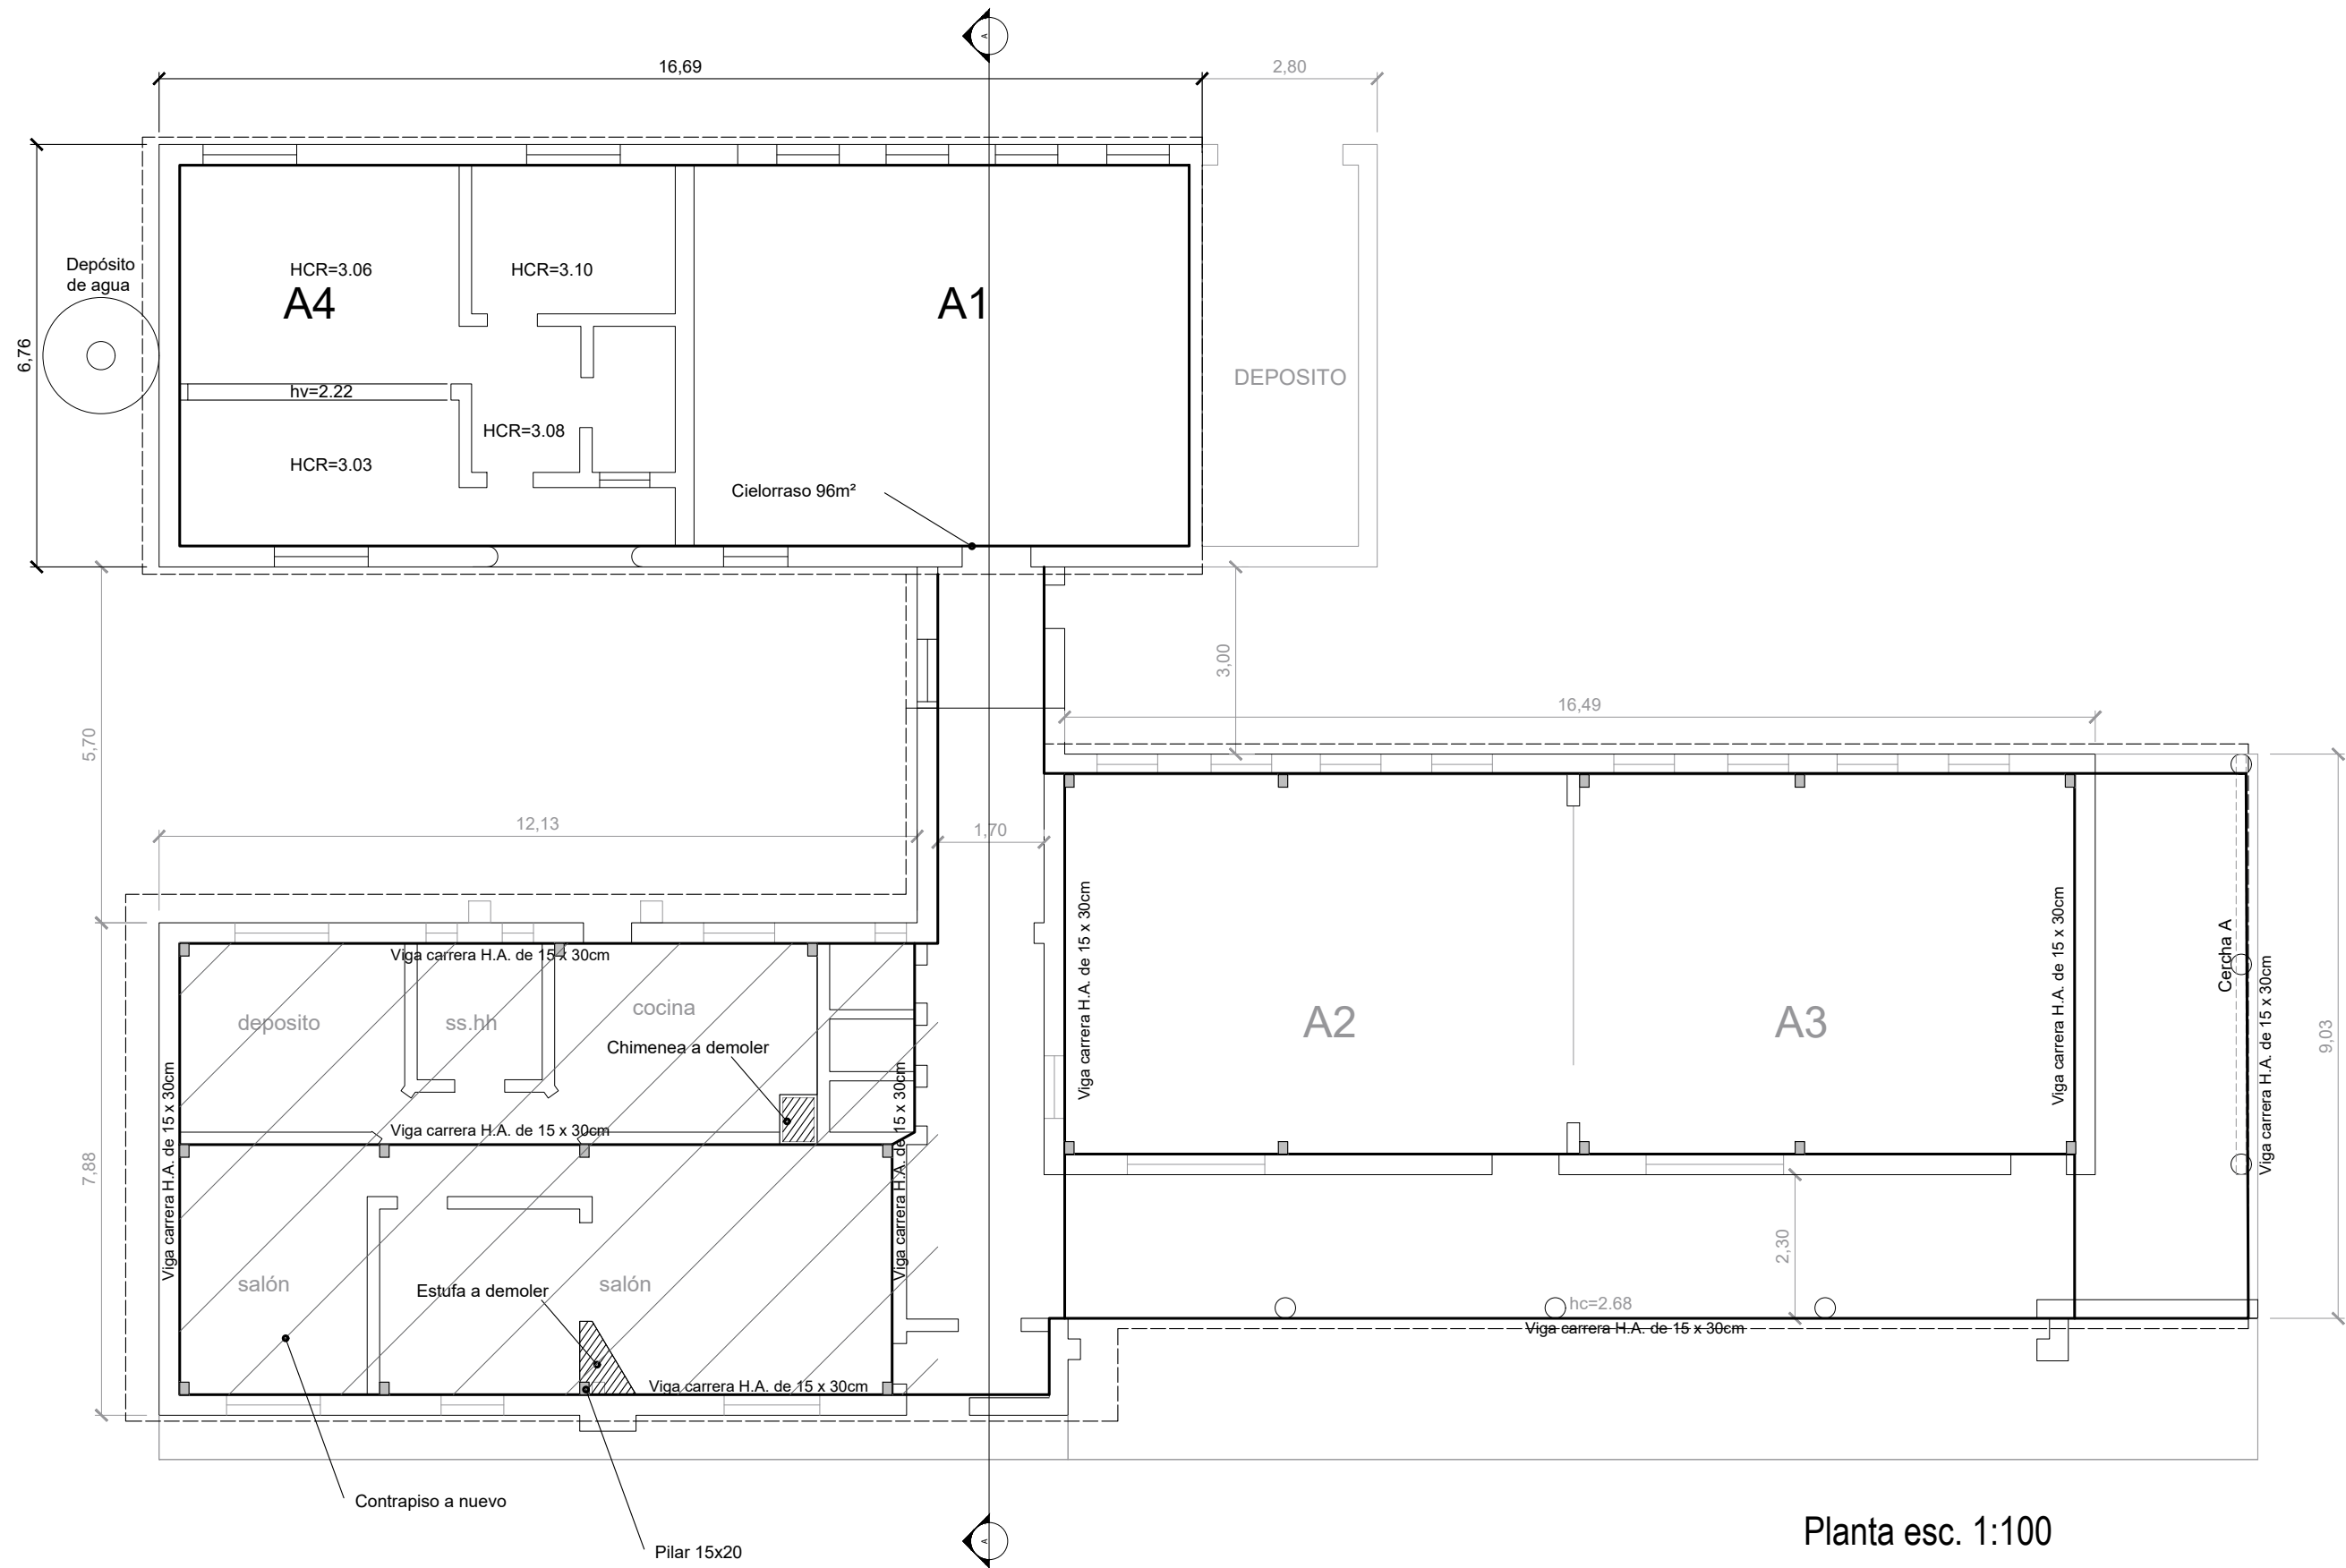 A
16,69
2,80
Depósito
de agua
6,76
HCR=3.06
HCR=3.10
A4
A1
DEPOSITO
hv=2.22
HCR=3.08
HCR=3.03
Cielorraso 96m²
3,00
5,70
16,49
12,13
1,70
Viga carrera H.A. de 15 x 30cm
deposito
ss.hh
cocina
Chimenea a demoler
Viga carrera H.A. de 15 x 30cm
Viga carrera H.A. de 15 x 30cm
Viga carrera H.A. de 15 x 30cm
7,88
salón
Estufa a demoler
salón
Viga carrera H.A. de 15 x 30cm
Viga carrera H.A. de 15 x 30cm
A2
A3
Viga carrera H.A. de 15 x 30cm
Cercha A
Viga carrera H.A. de 15 x 30cm
9,03
2,30
hc=2.68
Viga carrera H.A. de 15 x 30cm
Contrapiso a nuevo
Pilar 15x20
A
Planta esc. 1:100